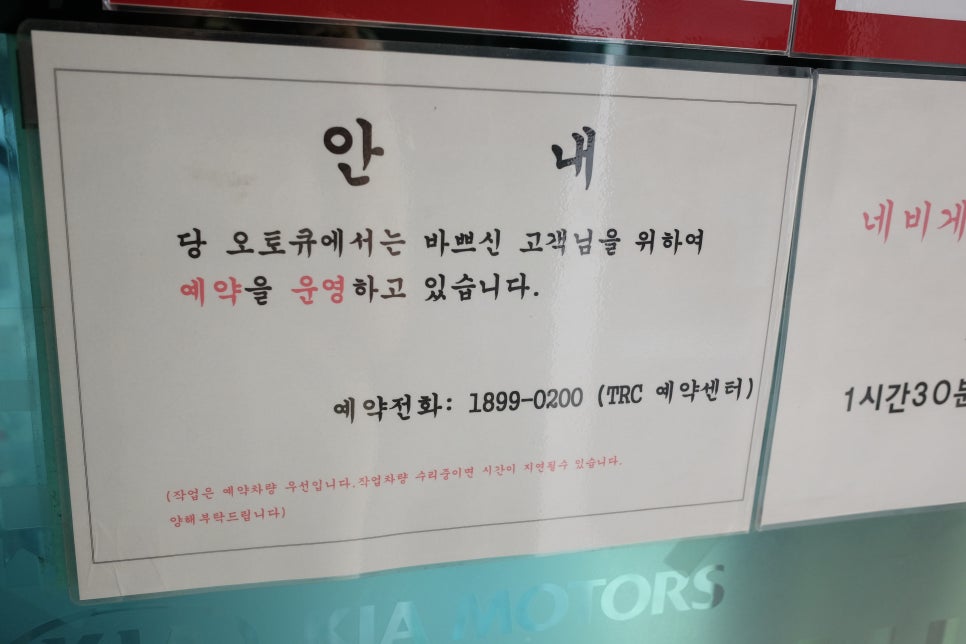 안 내
당 오토큐에서는 바쁘신 고객님을 위하여
예약을 운영하고 있습니다.
예약전화: 1899-0200 (TRC 예약센터)
(작업은 예약차량 우선입니다.작업차량 수리중이면 시간이 지연될수 있습니다.
양해부탁드립니다)
네비게
1시간30분
KIA MOTORS